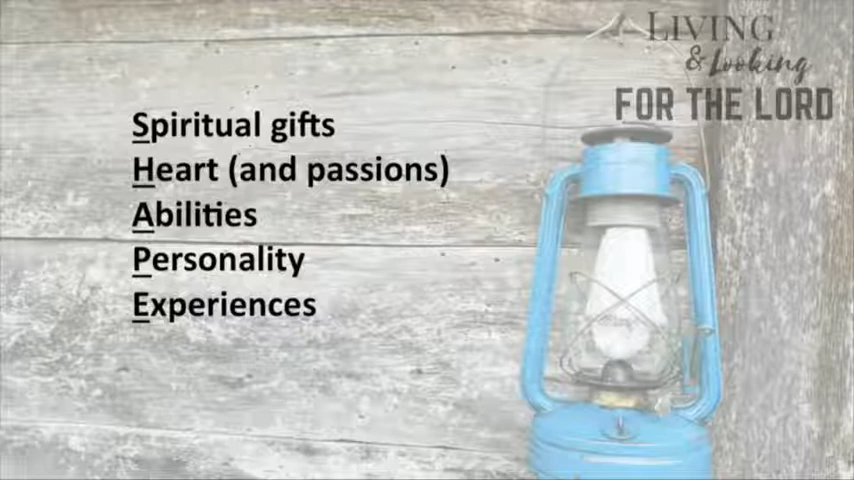 LIVING
& Looking
FOR THE LORD
Spiritual gifts
Heart (and passions)
Abilities
Personality
Experiences